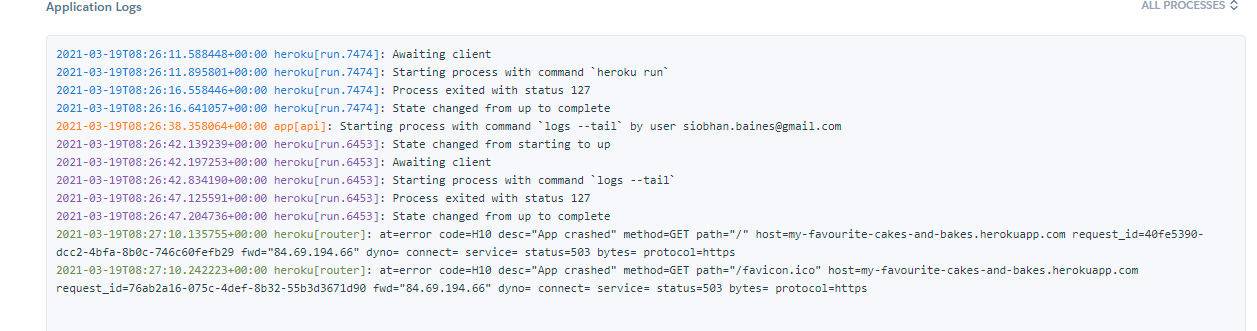 Application Logs
ALL PROCESSES
2021-03-19T08:26:11.588448+00:00 heroku[run.7474]: Awaiting client
2021-03-19T08:26:11.895801+00:00 heroku[run.7474]: Starting process with command `heroku run`
2021-03-19T08:26:16.558446+00:00 heroku[run.7474]: Process exited with status 127
2021-03-19T08:26:16.641057+00:00 heroku[run.7474]: State changed from up to complete
2021-03-19T08:26:38.358064+00:00 app[api]: Starting process with command `logs --tail` by user siobhan.baines@gmail.com
2021-03-19T08:26:42.139239+00:00 heroku[run.6453]: State changed from starting to up
2021-03-19T08:26:42.197253+00:00 heroku[run.6453]: Awaiting client
2021-03-19T08:26:42.834190+00:00 heroku[run.6453]: Starting process with command `logs --tail`
2021-03-19T08:26:47.125591+00:00 heroku[run.6453]: Process exited with status 127
2021-03-19T08:26:47.204736+00:00 heroku[run.6453]: State changed from up to complete
2021-03-19T08:27:10.135755+00:00 heroku[router]: at=error code=H10 desc="App crashed" method=GET path="/" host=my-favourite-cakes-and-bakes.herokuapp.com request_id=40fe5390-
dcc2-4bfa-8b0c-746c60fefb29 fwd="84.69.194.66" dyno= connect= service= status=503 bytes= protocol=https
2021-03-19T08:27:10.242223+00:00 heroku[router]: at=error code=H10 desc="App crashed" method=GET path="/favicon.ico" host=my-favourite-cakes-and-bakes.herokuapp.com
request_id=76ab2a16-075c-4def-8b32-55b3d3671d90 fwd="84.69.194.66" dyno= connect= service= status=503 bytes= protocol=https